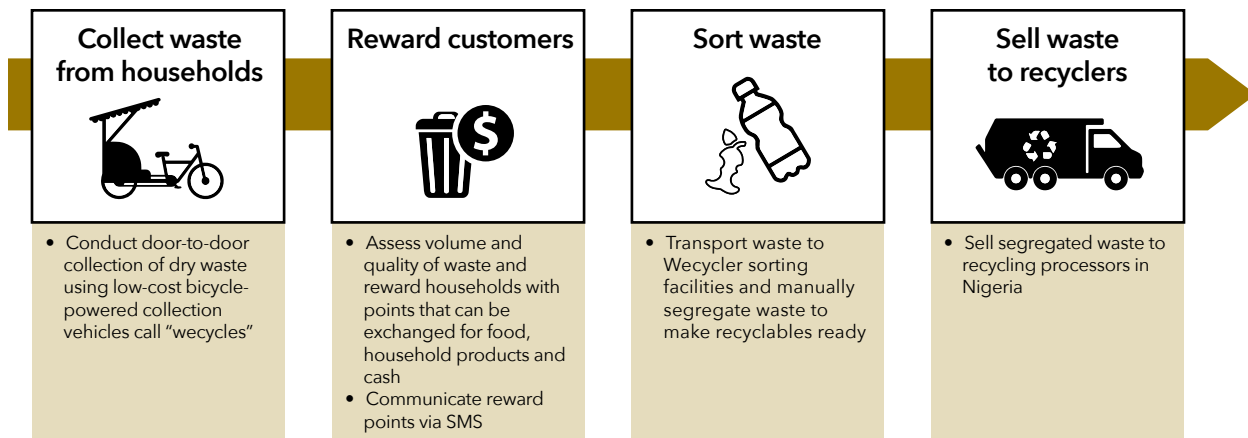 Collect waste
from households
• Conduct door-to-door
collection of dry waste
using low-cost bicycle-
powered collection
vehicles call “wecycles”
Reward customers
$
• Assess volume and
quality of waste and
reward households with
points that can be
exchanged for food,
household products and
cash
• Communicate reward
points via SMS
Sort waste
• Transport waste to
Wecycler sorting
facilities and manually
segregate waste to
make recyclables ready
Sell waste
to recyclers
• Sell segregated waste to
recycling processors in
Nigeria